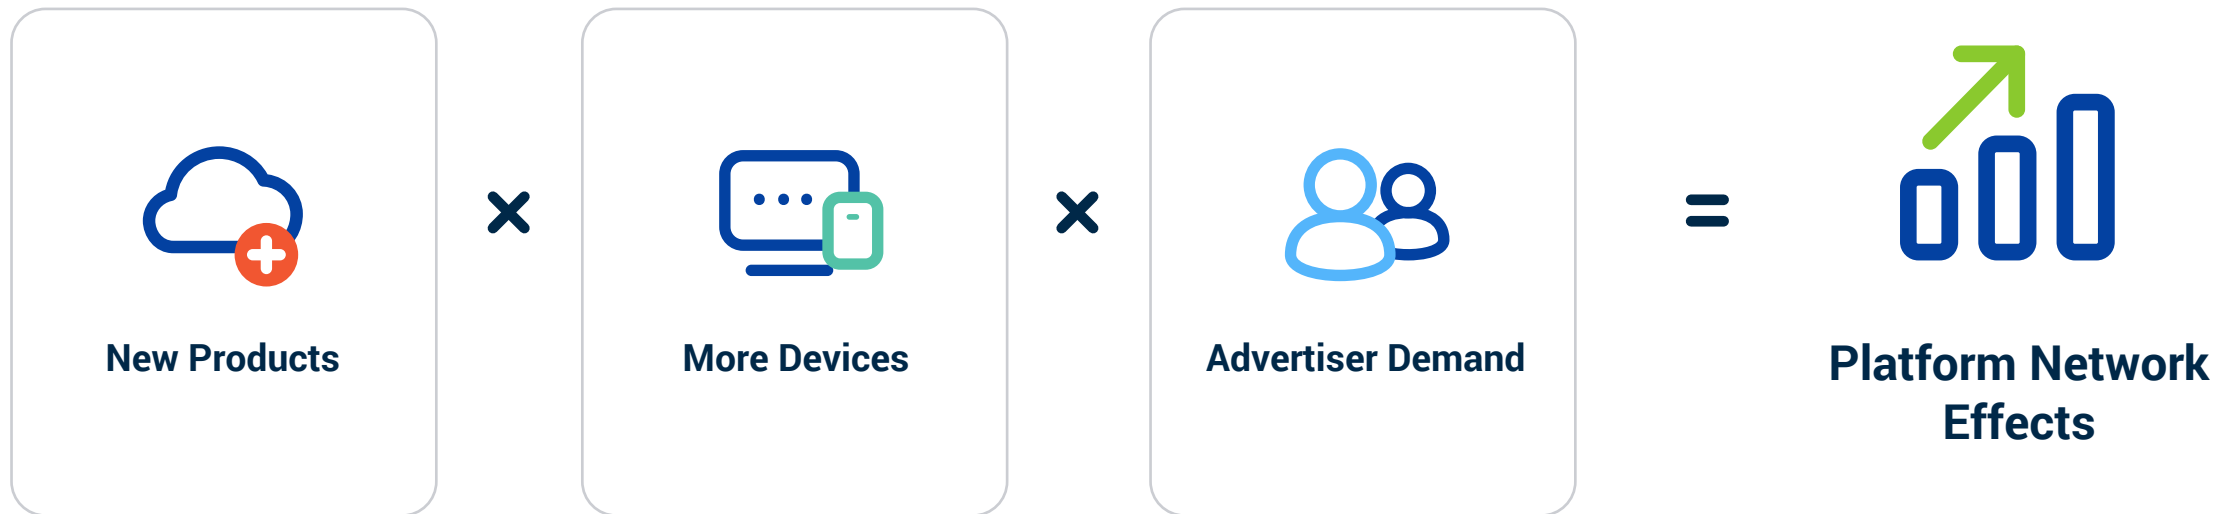 New Products
×
More Devices
×
Advertiser Demand
=
Platform Network
Effects